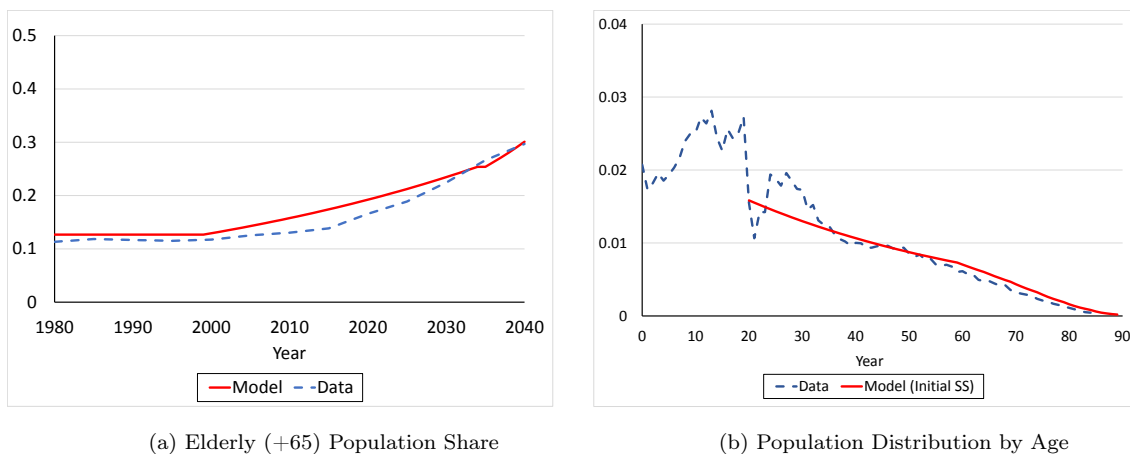 0.5
0.4
0.3
0.2
0.1
0
1980 1990 2000 2010 2020 2030 2040
Year
Model Data
(a) Elderly (+65) Population Share
0.04
0.03
0.02
0.01
0
0 10 20 30 40 50 60 70 80 90
Year
Data Model (Initial SS)
(b) Population Distribution by Age